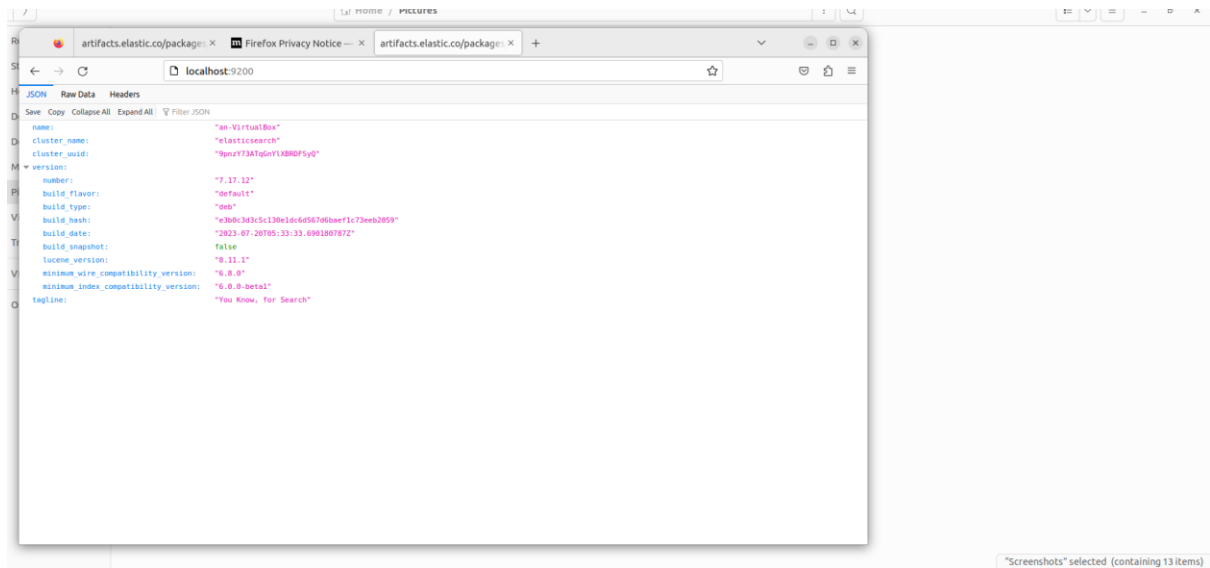 Home / Pictures
artifacts.elastic.co/packages
Firefox Privacy Notice —
artifacts.elastic.co/packages
localhost:9200
JSON Raw Data Headers
Save Copy Collapse All Expand All Filter JSON
name: "an-VirtualBox"
cluster_name: "elasticsearch"
cluster_uuid: "9pnzY73ATqGnYlXBRDFSyQ"
version:
number: "7.17.12"
build_flavor: "default"
build_type: "deb"
build_hash: "e3b0c3d3c5c130e1dc6d567d6baef1c73eeb2059"
build_date: "2023-07-20T05:33:33.690180787Z"
build_snapshot: false
lucene_version: "8.11.1"
minimum_wire_compatibility_version: "6.8.0"
minimum_index_compatibility_version: "6.0.0-beta1"
tagline: "You Know, for Search"
"Screenshots" selected (containing 13 items)